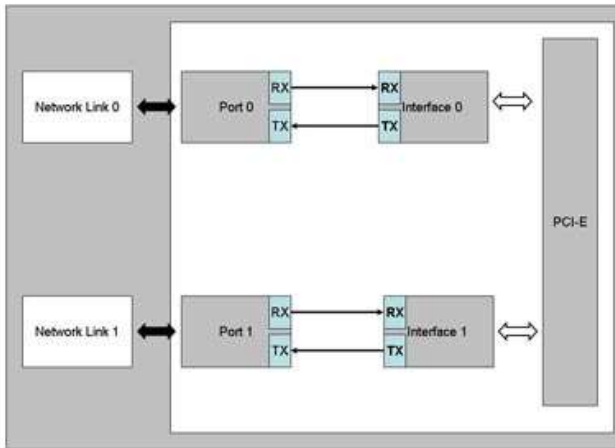 Network Link 0
Port 0
RX
TX
RX
TX
Interface 0
PCI-E
Network Link 1
Port 1
RX
TX
RX
TX
Interface 1